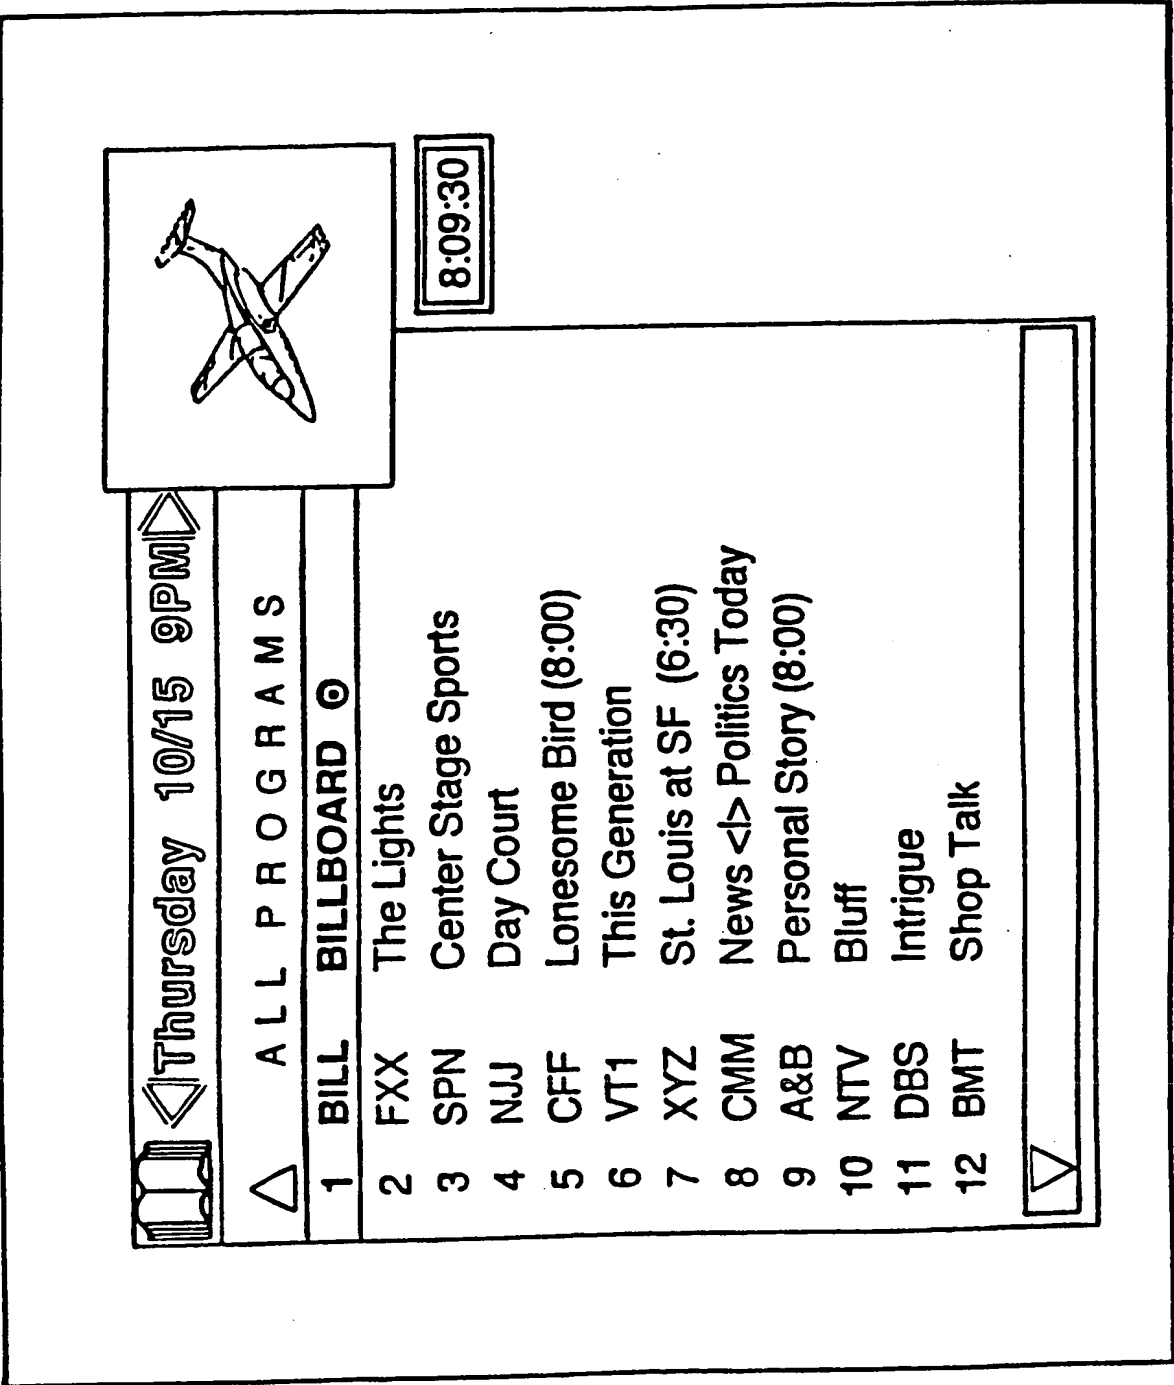 Thursday 10/15 9PM
ALL PROGRAMS
1 BILL BILLBOARD
2 FXX The Lights
3 SPN Center Stage Sports
4 NJJ Day Court
5 CFF Lonesome Bird (8:00)
6 VT1 This Generation
7 XYZ St. Louis at SF (6:30)
8 CMM News <|> Politics Today
9 A&B Personal Story (8:00)
10 NTV Bluff
11 DBS Intrigue
12 BMT Shop Talk
8:09:30